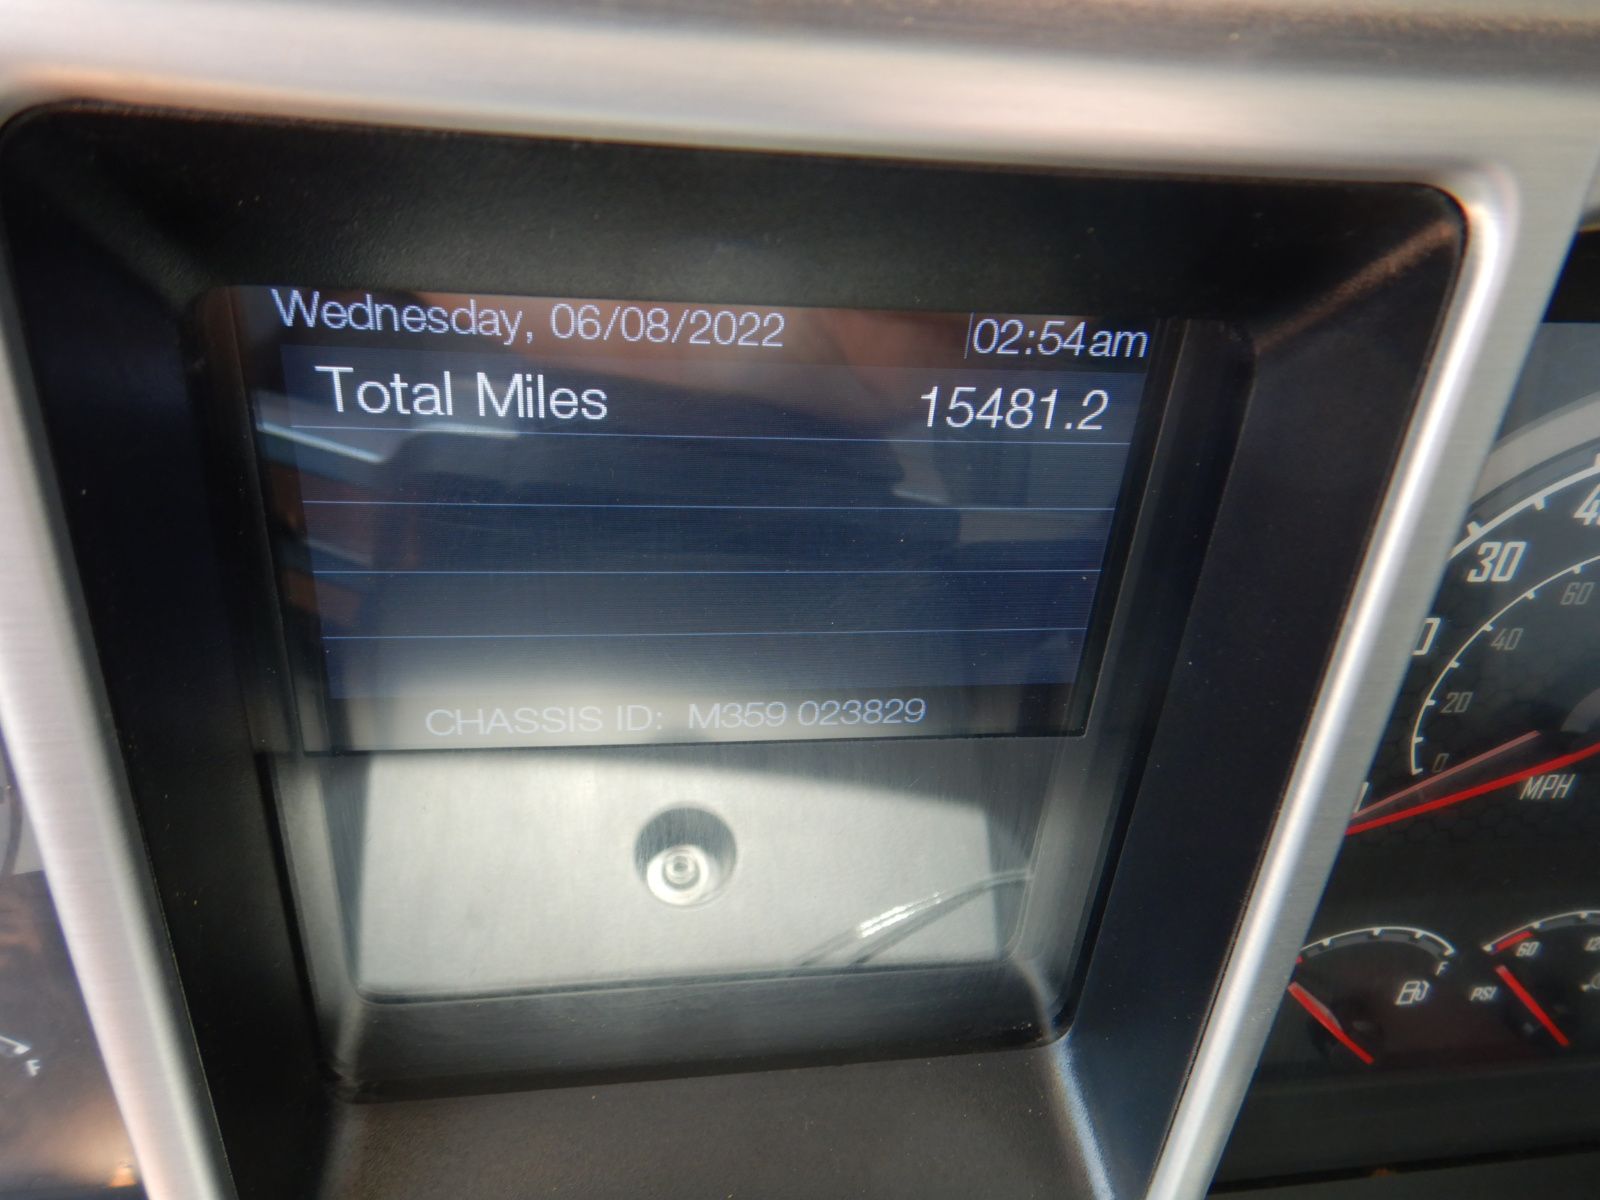 Wednesday, 06/08/2022 02:54am
Total Miles 15481.2
CHASSIS ID: M359 023829
30
60
40
20
0
MPH
F
60
PSI
F